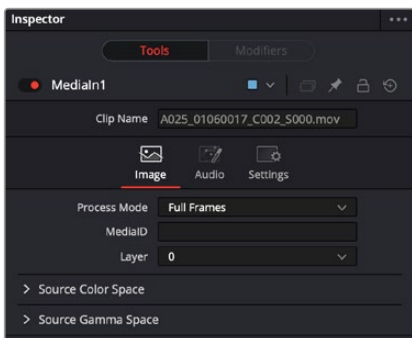 Inspector
Tools Modifiers
MediaIn1
Clip Name A025_01060017_C002_S000.mov
Image Audio Settings
Process Mode Full Frames
MediaID
Layer 0
Source Color Space
Source Gamma Space